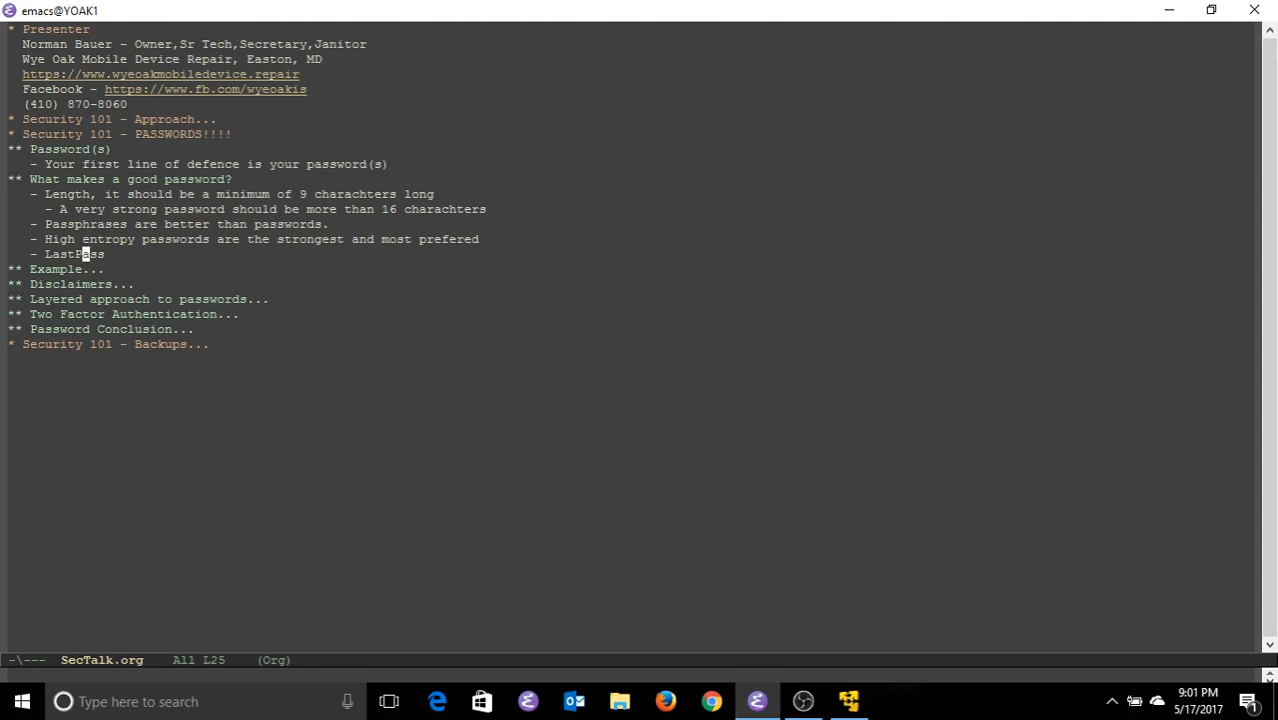 emacs@YOAK1
* Presenter
Norman Bauer - Owner,Sr Tech,Secretary,Janitor
Wye Oak Mobile Device Repair, Easton, MD
https://www.wyeoakmobiledevice.repair
Facebook - https://www.fb.com/wyeoakis
(410) 870-8060
* Security 101 - Approach...
* Security 101 - PASSWORDS!!!!
** Password(s)
- Your first line of defence is your password(s)
** What makes a good password?
- Length, it should be a minimum of 9 charachters long
- A very strong password should be more than 16 charachters
- Passphrases are better than passwords.
- High entropy passwords are the strongest and most prefered
- LastPass
** Example...
** Disclaimers...
** Layered approach to passwords...
** Two Factor Authentication...
** Password Conclusion...
* Security 101 - Backups...
-\--- SecTalk.org All L25 (Org)
Type here to search
9:01 PM
5/17/2017
1